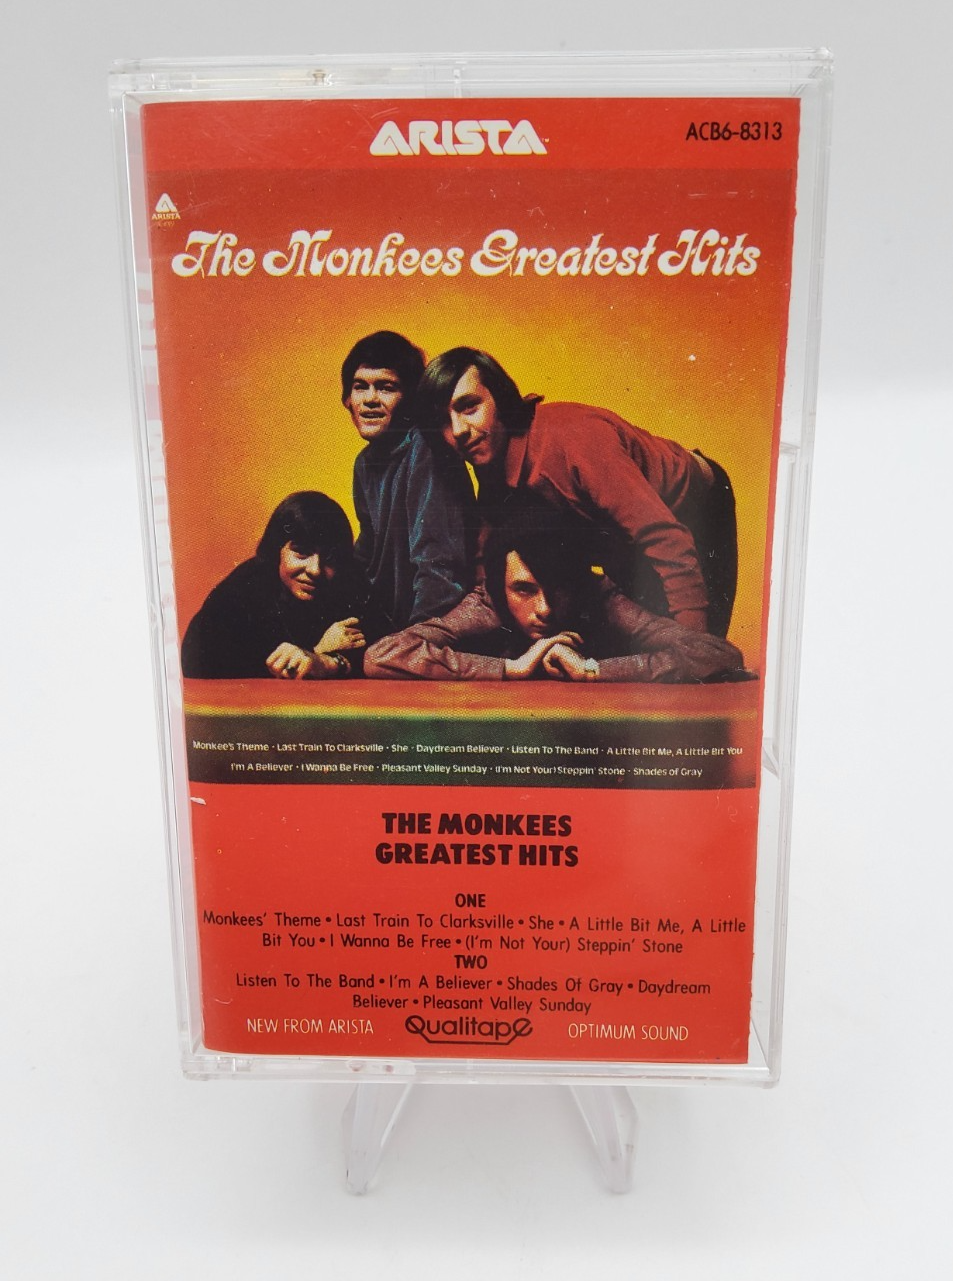 ARISTA™
ACB6-8313
ARISTA
The Monkees Greatest Hits
Monkee's Theme · Last Train To Clarksville · She · Daydream Believer · Listen To The Band · A Little Bit Me, A Little Bit You
I'm A Believer · I Wanna Be Free · Pleasant Valley Sunday · (I'm Not Your) Steppin' Stone · Shades of Gray
THE MONKEES
GREATEST HITS
ONE
Monkees' Theme • Last Train To Clarksville • She • A Little Bit Me, A Little
Bit You • I Wanna Be Free • (I'm Not Your) Steppin' Stone
TWO
Listen To The Band • I'm A Believer • Shades Of Gray • Daydream
Believer • Pleasant Valley Sunday
NEW FROM ARISTA Qualitape OPTIMUM SOUND